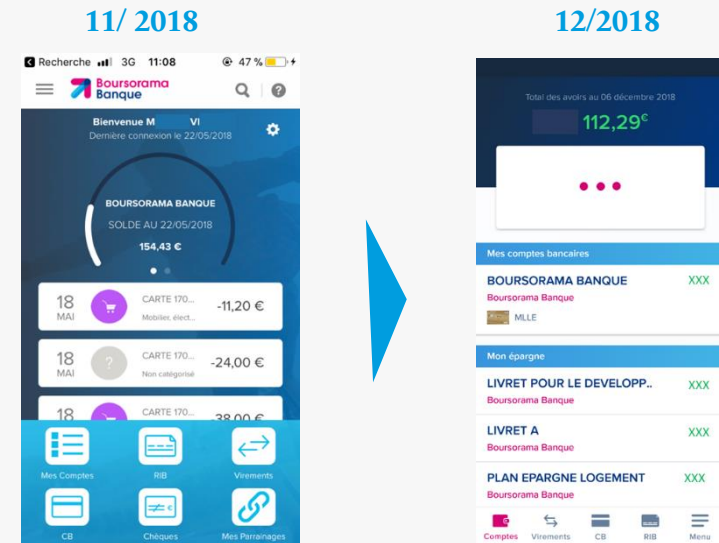 11/ 2018
Recherche 3G 11:08 47 %
Boursorama
Banque
Bienvenue M VI
Dernière connexion le 22/05/2018
BOURSORAMA BANQUE
SOLDE AU 22/05/2018
154,43 €
18 CARTE 170... -11,20 €
MAI Mobilier, élect...
18 ? CARTE 170... -24,00 €
MAI Non catégorisé
18 CARTE 170... -38,00 €
Mes Comptes RIB Virements
CB Chèques Mes Parrainages
12/2018
Total des avoirs au 06 décembre 2018
112,29€
Mes comptes bancaires
BOURSORAMA BANQUE XXX
Boursorama Banque
MLLE
Mon épargne
LIVRET POUR LE DEVELOPP.. XXX
Boursorama Banque
LIVRET A XXX
Boursorama Banque
PLAN EPARGNE LOGEMENT XXX
Boursorama Banque
Comptes Virements CB RIB Menu